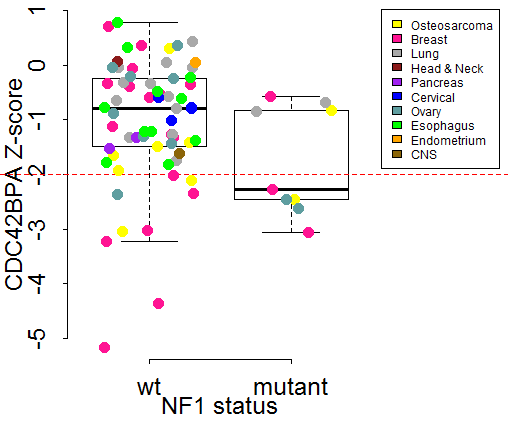 CDC42BPA Z-score
1
0
-1
-2
-3
-4
-5
wt
mutant
NF1 status
Osteosarcoma
Breast
Lung
Head & Neck
Pancreas
Cervical
Ovary
Esophagus
Endometrium
CNS